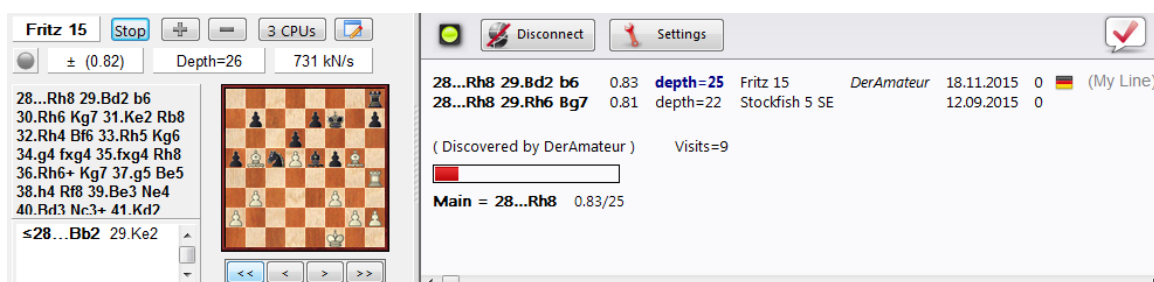 Fritz 15 Stop 3 CPUs
± (0.82) Depth=26 731 kN/s
28...Rh8 29.Bd2 b6
30.Rh6 Kg7 31.Ke2 Rb8
32.Rh4 Bf6 33.Rh5 Kg6
34.g4 fxg4 35.fxg4 Rh8
36.Rh6+ Kg7 37.g5 Be5
38.h4 Rf8 39.Be3 Ne4
40.Bd3 Nc3+ 41.Kd2
≤28...Bb2 29.Ke2
<< < > >>
Disconnect Settings
28...Rh8 29.Bd2 b6 0.83 depth=25 Fritz 15 DerAmateur 18.11.2015 0 (My Line)
28...Rh8 29.Rh6 Bg7 0.81 depth=22 Stockfish 5 SE 12.09.2015 0
( Discovered by DerAmateur ) Visits=9
Main = 28...Rh8 0.83/25